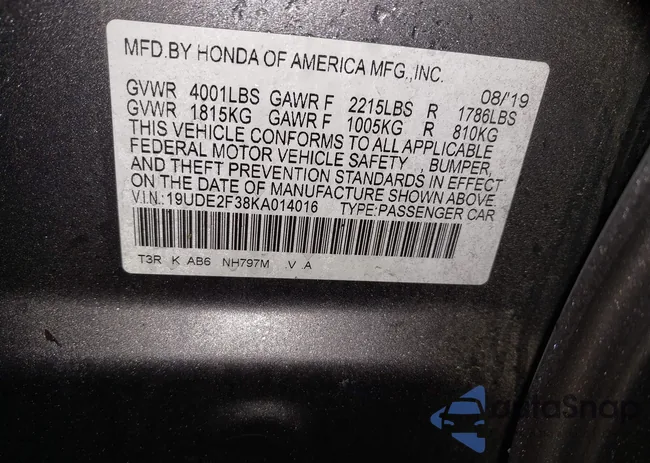 MFD.BY HONDA OF AMERICA MFG.,INC.
08/'19
GVWR 4001LBS GAWR F 2215LBS R 1786LBS
GVWR 1815KG GAWR F 1005KG R 810KG
THIS VEHICLE CONFORMS TO ALL APPLICABLE
FEDERAL MOTOR VEHICLE SAFETY , BUMPER,
AND THEFT PREVENTION STANDARDS IN EFFECT
ON THE DATE OF MANUFACTURE SHOWN ABOVE.
V.I.N.:19UDE2F38KA014016 TYPE:PASSENGER CAR
T3R K AB6 NH797M V A
AutoSnap